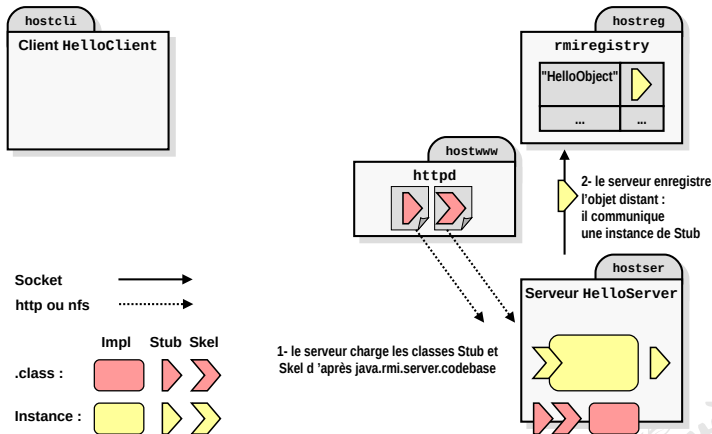 hostcli
Client HelloClient
hostreg
rmiregistry
"HelloObject"
...
...
hostwww
httpd
2- le serveur enregistre
l'objet distant :
il communique
une instance de Stub
hostser
Serveur HelloServer
Socket
http ou nfs
1- le serveur charge les classes Stub et
Skel d 'après java.rmi.server.codebase
Impl Stub Skel
.class :
Instance :